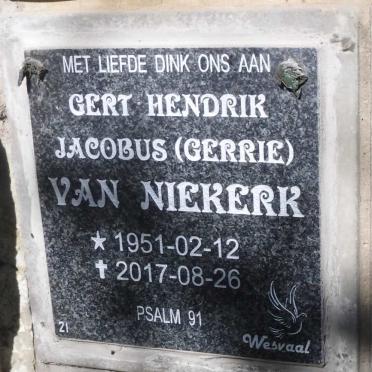 MET LIEFDE DINK ONS AAN
GERT HENDRIK
JACOBUS (GERRIE)
VAN NIEKERK
★ 1951-02-12
✝ 2017-08-26
PSALM 91
21
Wesvaal